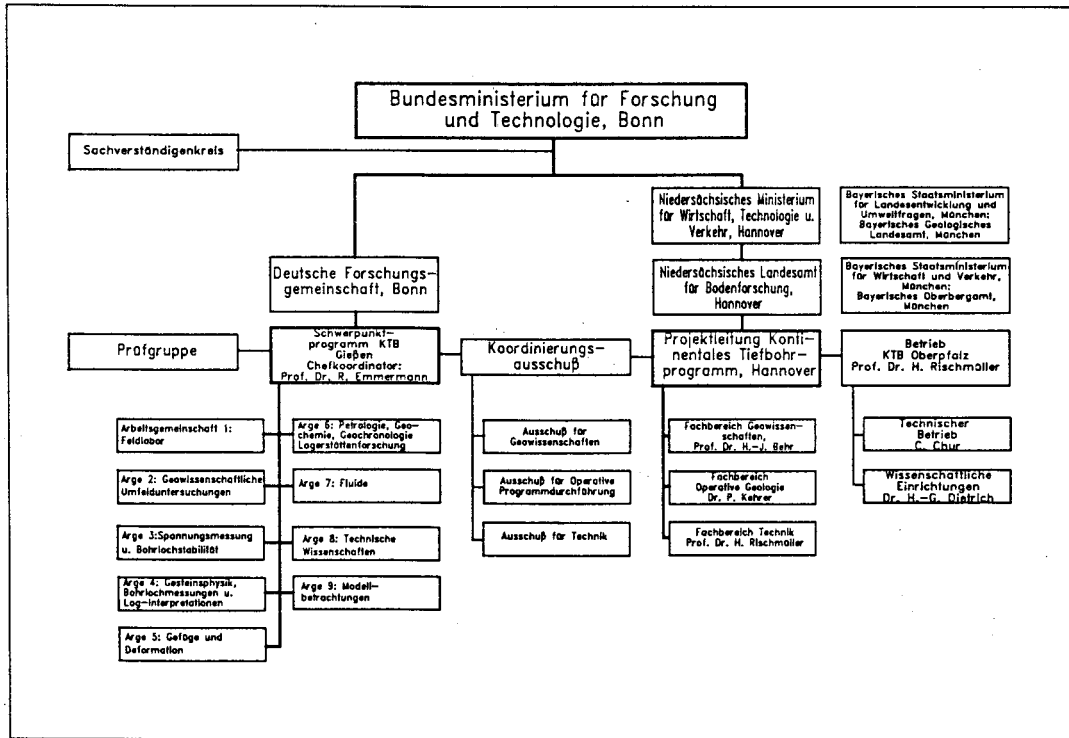 Bundesministerium für Forschung
und Technologie, Bonn
Sachverständigenkreis
Niedersächsisches Ministerium
für Wirtschaft, Technologie u.
Verkehr, Hannover
Bayerisches Staatsministerium
für Landesentwicklung und
Umweltfragen, München;
Bayerisches Geologisches
Landesamt, München
Deutsche Forschungs-
gemeinschaft, Bonn
Niedersächsisches Landesamt
für Bodenforschung,
Hannover
Bayerisches Staatsministerium
für Wirtschaft und Verkehr,
München;
Bayerisches Oberbergamt,
München
Prüfgruppe
Schwerpunkt-
programm KTB
Gießen
Chefkoordinator:
Prof. Dr. R. Emmermann
Koordinierungs-
ausschuß
Projektleitung Konti-
nentales Tiefbohr-
programm, Hannover
Betrieb
KTB Oberpfalz
Prof. Dr. H. Rischmüller
Arbeitsgemeinschaft 1:
Feldlabor
Arge 2: Geowissenschaftliche
Umfelduntersuchungen
Arge 3:Spannungsmessung
u. Bohrlochstabilität
Arge 4: Gesteinsphysik,
Bohrlochmessungen u.
Log-Interpretationen
Arge 5: Gefüge und
Deformation
Arge 6: Petrologie, Geo-
chemie, Geochronologie
Lagerstättenforschung
Arge 7: Fluide
Arge 8: Technische
Wissenschaften
Arge 9: Modell-
betrachtungen
Ausschuß für
Geowissenschaften
Ausschuß für Operative
Programmdurchführung
Ausschuß für Technik
Fachbereich Geowissen-
schaften,
Prof. Dr. H.-J. Behr
Fachbereich
Operative Geologie
Dr. P. Kehrer
Fachbereich Technik
Prof. Dr. H. Rischmüller
Technischer
Betrieb
C. Chur
Wissenschaftliche
Einrichtungen
Dr. H.-G. Dietrich